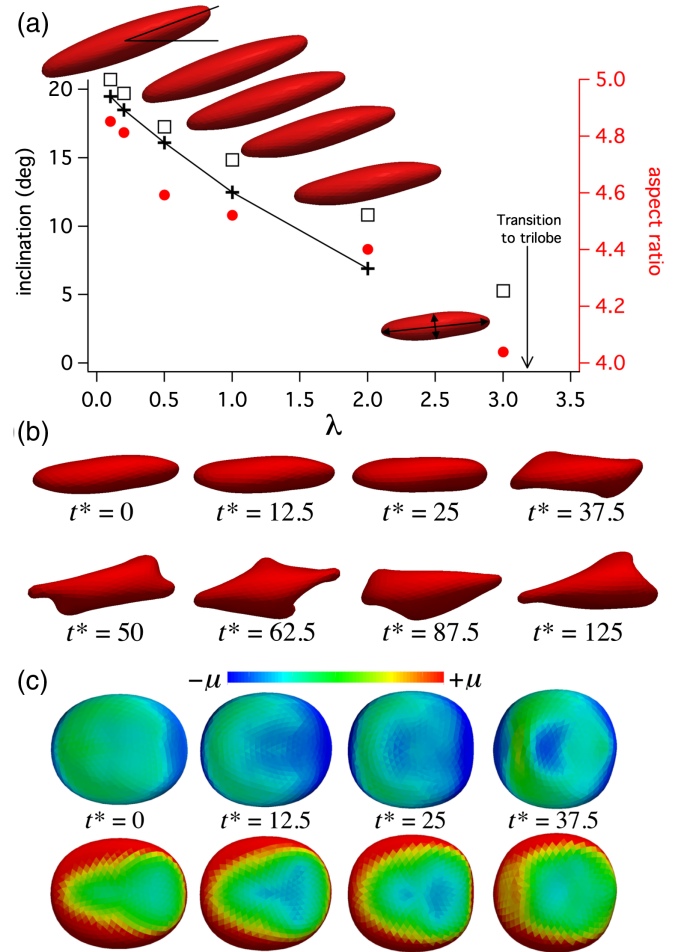 (a)
20
15
10
5
0
inclination (deg)
5.0
4.8
4.6
4.4
4.2
4.0
aspect ratio
Transition
to trilobe
0.0 0.5 1.0 1.5 2.0 2.5 3.0 3.5
λ
(b)
t* = 0 t* = 12.5 t* = 25 t* = 37.5
t* = 50 t* = 62.5 t* = 87.5 t* = 125
(c)
−μ +μ
t* = 0 t* = 12.5 t* = 25 t* = 37.5